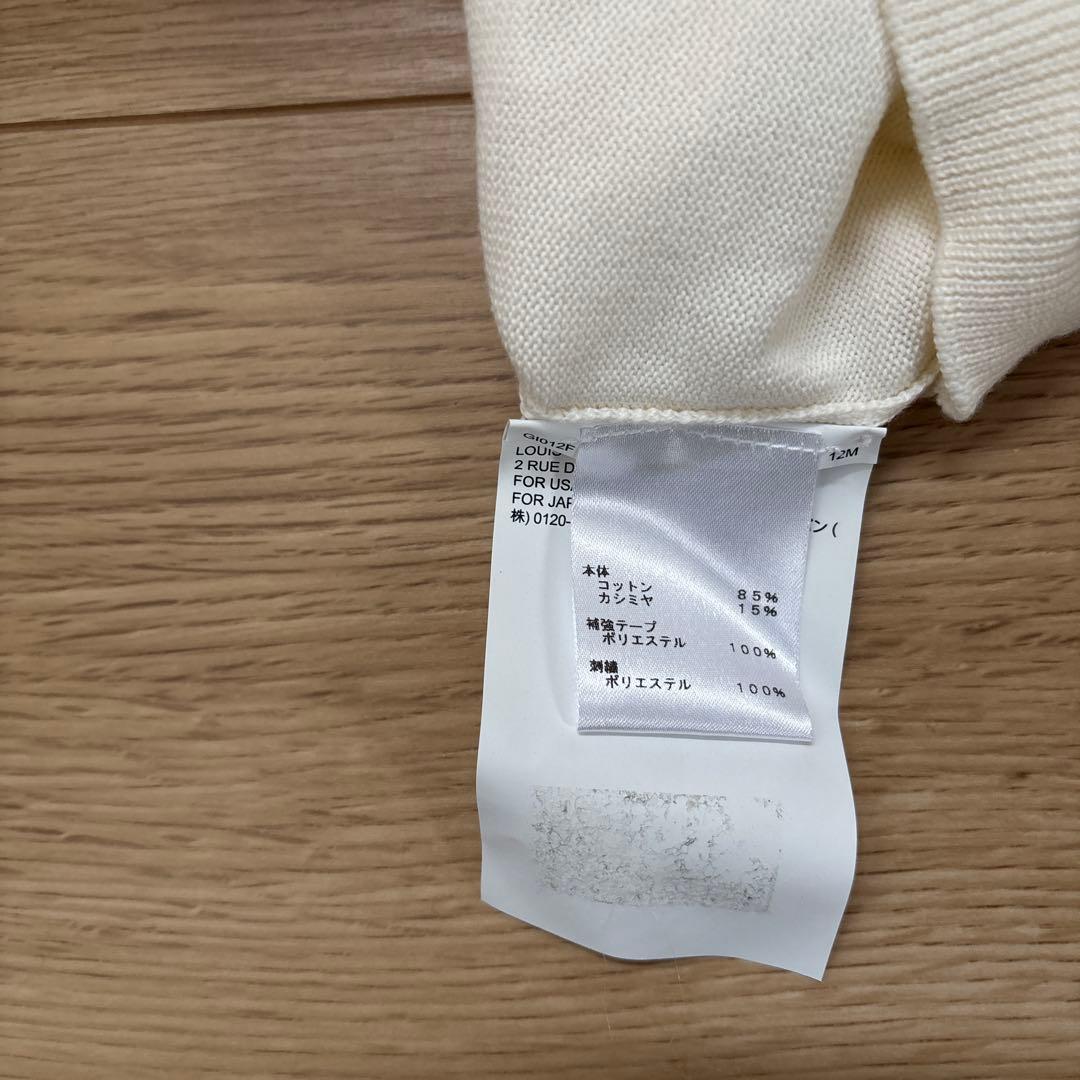 GI012F
12M
LOUIS
2 RUE D
FOR USA
FOR JAP
株) 0120-
ン (
本体
コットン 85%
カシミヤ 15%
補強テープ
ポリエステル 100%
刺繍
ポリエステル 100%